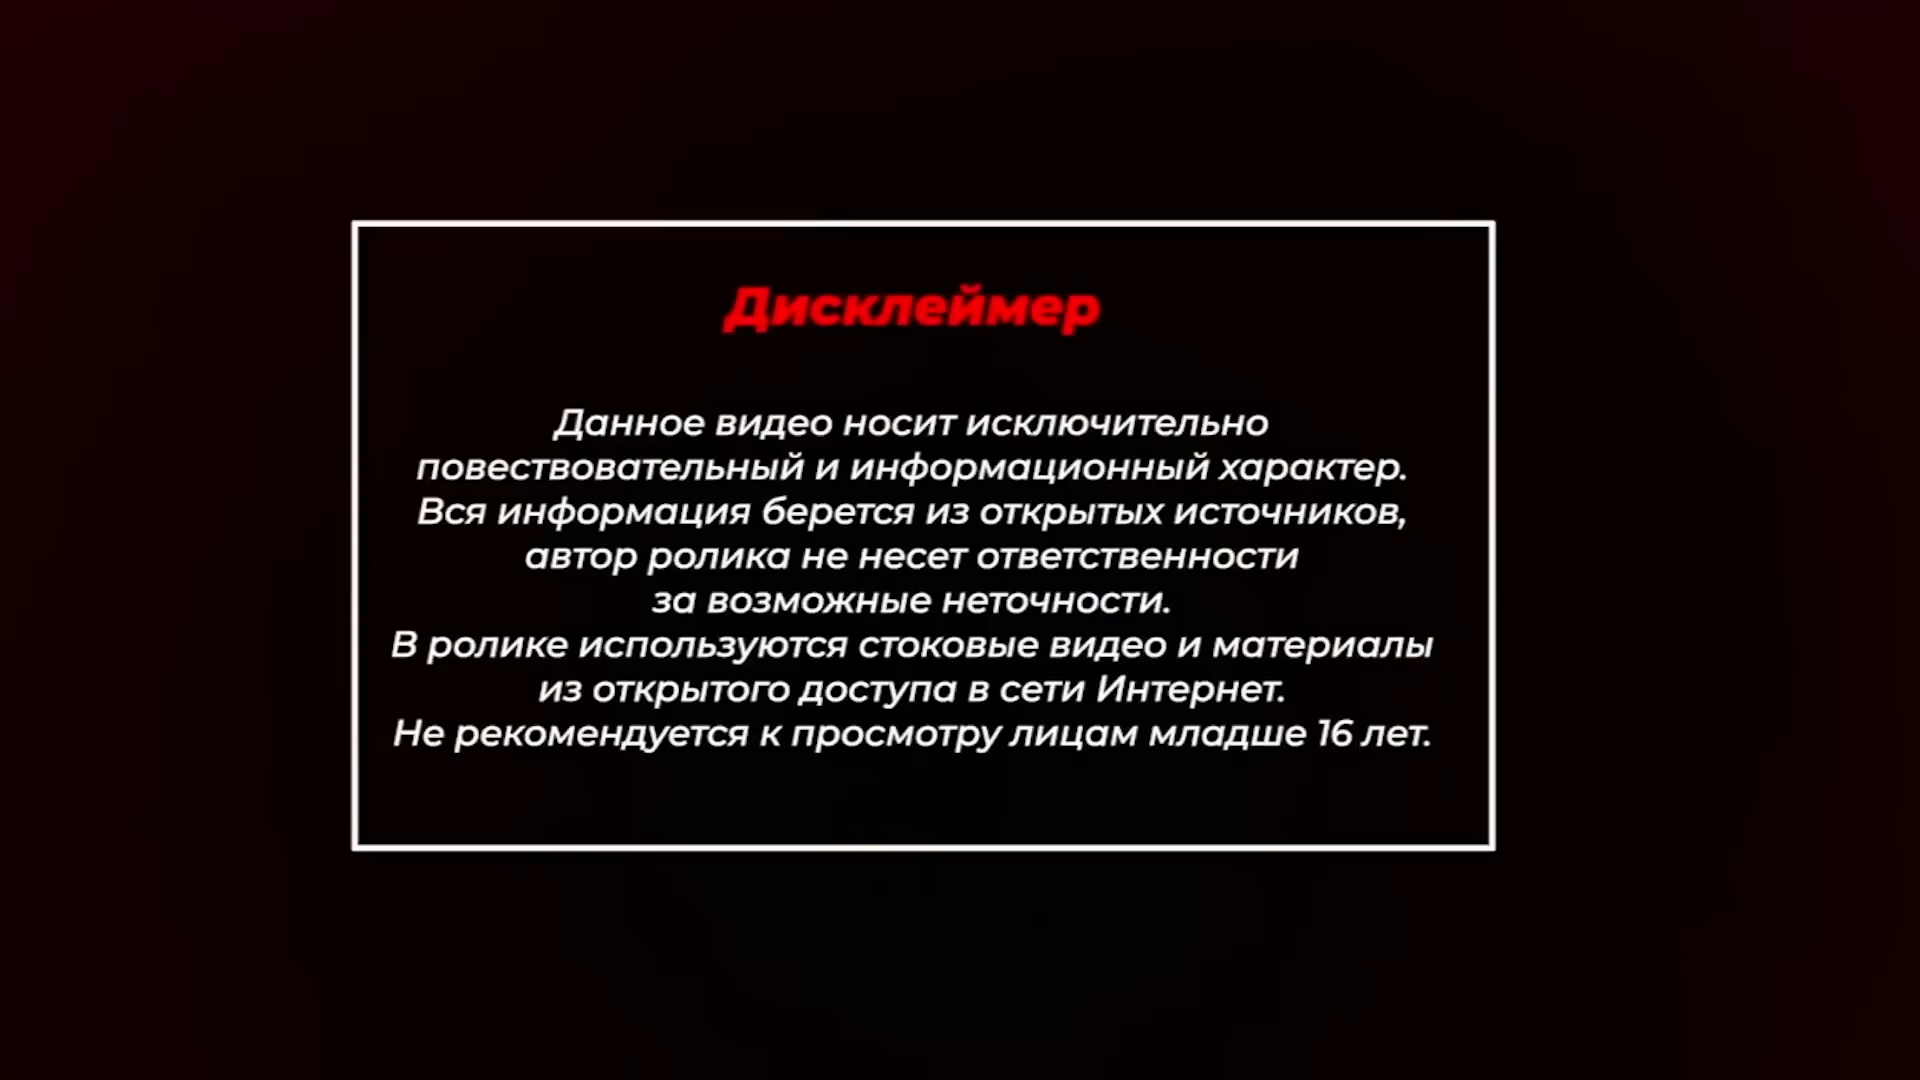 Дисклеймер
Данное видео носит исключительно
повествовательный и информационный характер.
Вся информация берется из открытых источников,
автор ролика не несет ответственности
за возможные неточности.
В ролике используются стоковые видео и материалы
из открытого доступа в сети Интернет.
Не рекомендуется к просмотру лицам младше 16 лет.